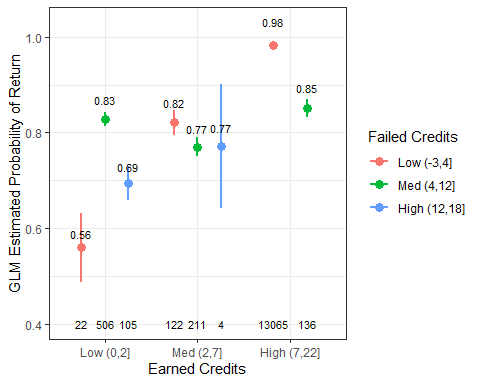 0.98
1.0
0.85
0.83
0.82
0.77 0.77
0.8
0.69
0.6
0.56
0.4
22 506 105 122 211 4 13065 136
Low (0,2] Med (2,7] High (7,22]
Earned Credits
GLM Estimated Probability of Return
Failed Credits
Low (-3,4]
Med (4,12]
High (12,18]